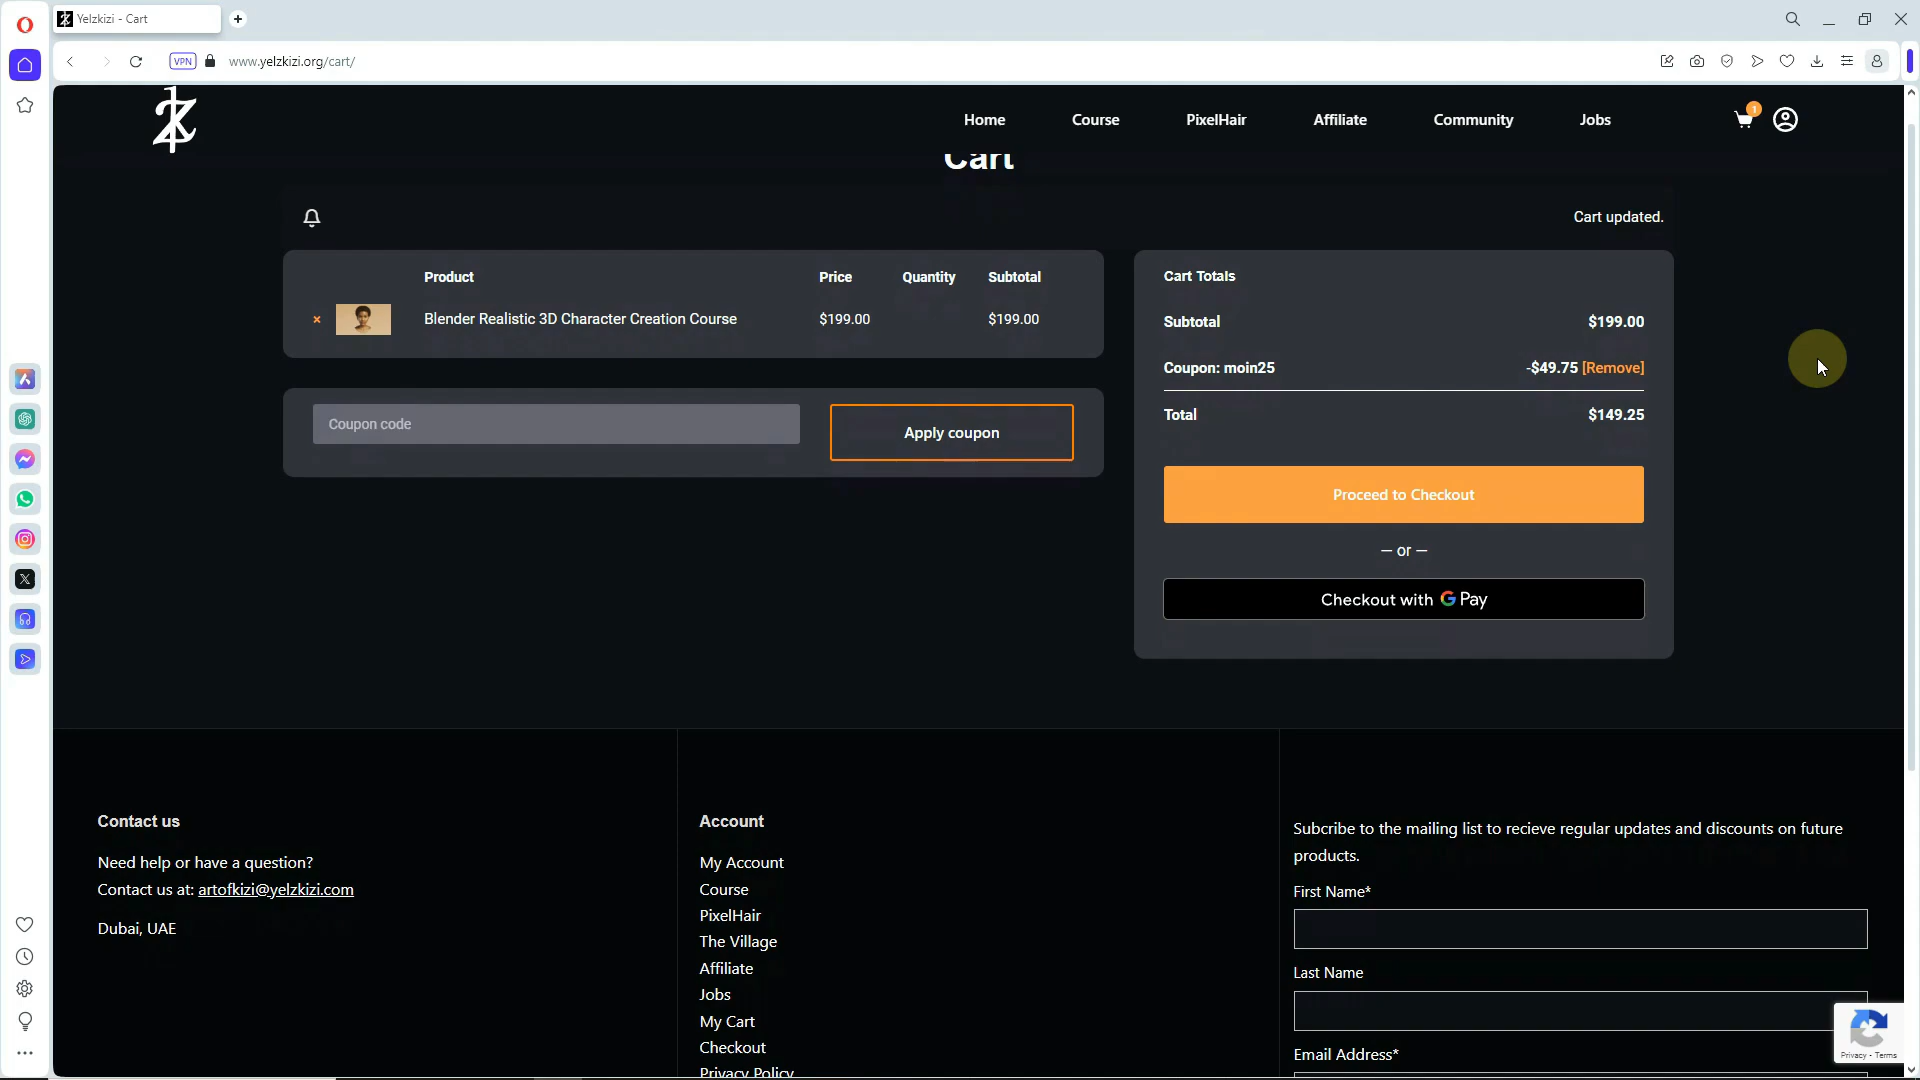 Yelzkizi - Cart
VPN
www.yelzkizi.org/cart/
Home Course PixelHair Affiliate Community Jobs
1
Cart
Cart updated.
Product Price Quantity Subtotal
× Blender Realistic 3D Character Creation Course $199.00 $199.00
Coupon code
Apply coupon
Cart Totals
Subtotal $199.00
Coupon: moin25 -$49.75 [Remove]
Total $149.25
Proceed to Checkout
— or —
Checkout with G Pay
Contact us
Need help or have a question?
Contact us at: artofkizi@yelzkizi.com
Dubai, UAE
Account
My Account
Course
PixelHair
The Village
Affiliate
Jobs
My Cart
Checkout
Privacy Policy
Subcribe to the mailing list to recieve regular updates and discounts on future
products.
First Name*
Last Name
Email Address*
Privacy - Terms